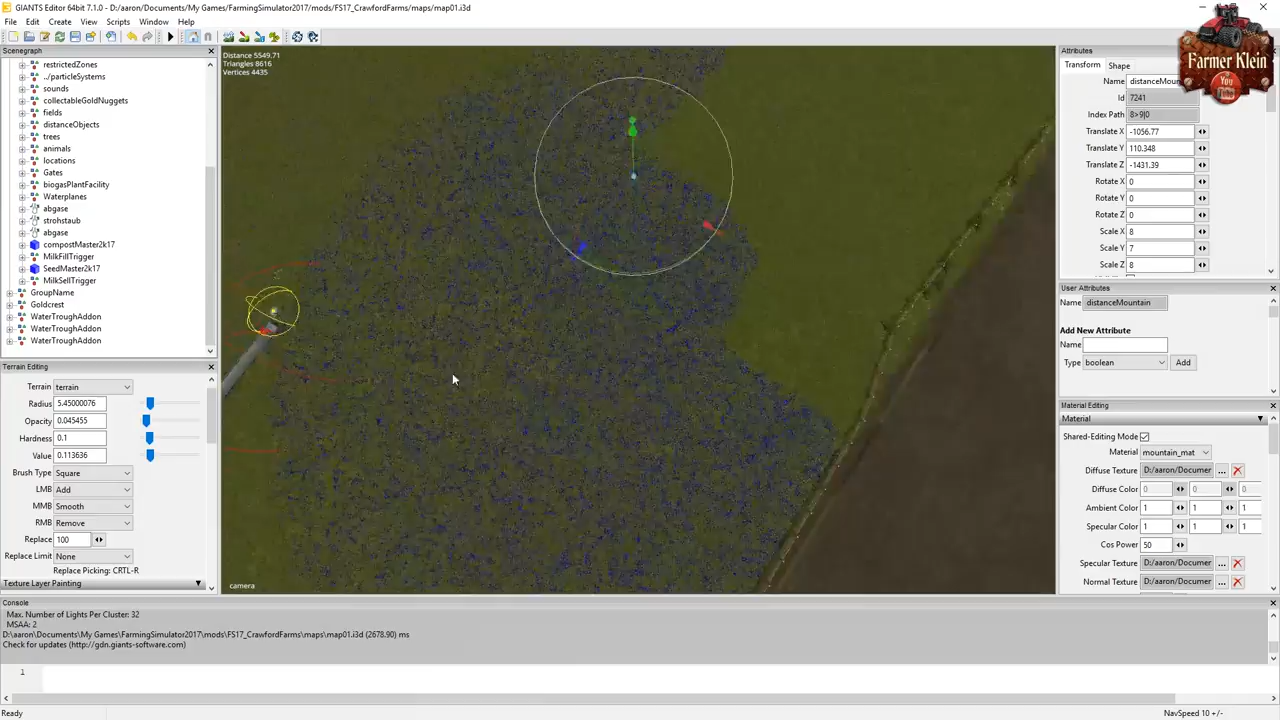 GIANTS Editor 64bit 7.1.0 - D:/aaron/Documents/My Games/FarmingSimulator2017/mods/FS17_CrawfordFarms/maps/map01.i3d
File Edit Create View Scripts Window Help
Scenegraph
restrictedZones
../particleSystems
sounds
collectableGoldNuggets
fields
distanceObjects
trees
animals
locations
Gates
biogasPlantFacility
Waterplanes
abgase
strohstaub
abgase
compostMaster2k17
MilkFillTrigger
SeedMaster2k17
MilkSellTrigger
GroupName
Goldcrest
WaterTroughAddon
WaterTroughAddon
WaterTroughAddon
Terrain Editing
Terrain terrain
Radius 5.45000076
Opacity 0.045455
Hardness 0.1
Value 0.113636
Brush Type Square
LMB Add
MMB Smooth
RMB Remove
Replace 100
Replace Limit None
Replace Picking: CRTL-R
Texture Layer Painting
Distance 5549.71
Triangles 8616
Vertices 4435
camera
Attributes
Transform Shape
Name distanceMoun
Id 7241
Index Path 8>9|0
Translate X -1056.77
Translate Y 110.348
Translate Z -1431.39
Rotate X 0
Rotate Y 0
Rotate Z 0
Scale X 8
Scale Y 7
Scale Z 8
Farmer Klein
You
User Attributes
Name distanceMountain
Add New Attribute
Name
Type boolean Add
Material Editing
Material
Shared-Editing Mode
Material mountain_mat
Diffuse Texture D:/aaron/Documer ...
Diffuse Color 0 0 0
Ambient Color 1 1 1
Specular Color 1 1 1
Cos Power 50
Specular Texture D:/aaron/Documer ...
Normal Texture D:/aaron/Documer ...
Console
Max. Number of Lights Per Cluster: 32
MSAA: 2
D:\aaron\Documents\My Games\FarmingSimulator2017\mods\FS17_CrawfordFarms\maps\map01.i3d (2678.90) ms
Check for updates (http://gdn.giants-software.com)
1
Ready
NavSpeed 10 +/-